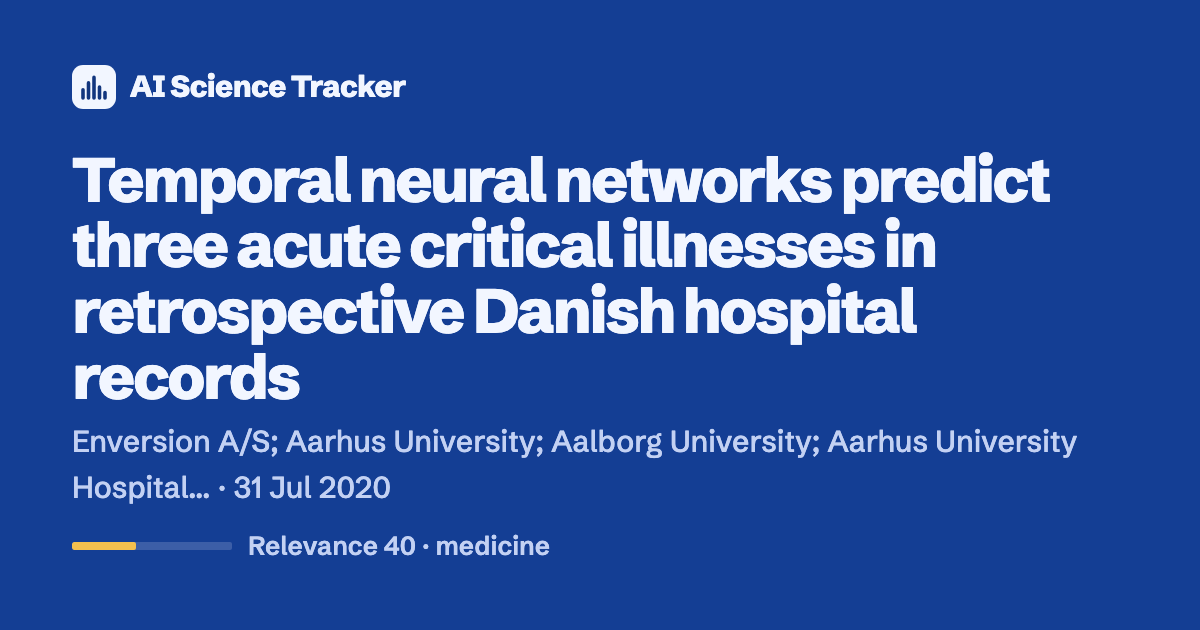 AI Science Tracker
Temporal neural networks predict
three acute critical illnesses in
retrospective Danish hospital
records
Enversion A/S; Aarhus University; Aalborg University; Aarhus University
Hospital... · 31 Jul 2020
Relevance 40 · medicine